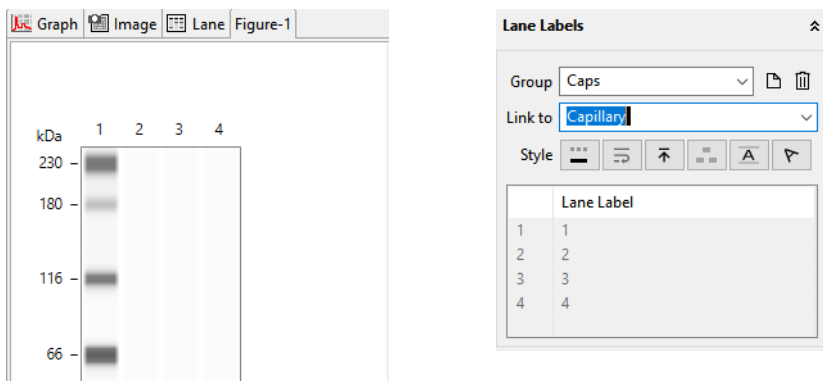 Graph Image Lane Figure-1
kDa 1 2 3 4
230
180
116
66
Lane Labels
Group Caps
Link to Capillary
Style A A
Lane Label
1 1
2 2
3 3
4 4